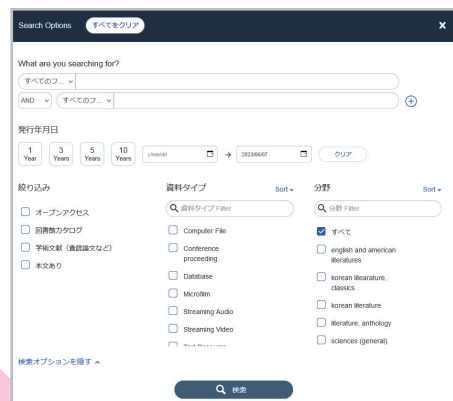 Search Options すべてをクリア x
What are you searching for?
すべてのフ...
AND すべてのフ...
発行年月日
1 Year 3 Years 5 Years 10 Years y/mm/dd → 2023/06/07 クリア
絞り込み
オープンアクセス
図書館カタログ
学術文献（査読論文など）
本文あり
資料タイプ Sort
資料タイプ Filter
Computer File
Conference
proceeding
Database
Microfilm
Streaming Audio
Streaming Video
Text Resource
分野 Sort
分野 Filter
すべて
english and american
literatures
korean litearature,
classics
korean literature
literature, anthology
sciences (general)
検索オプションを隠す
検索